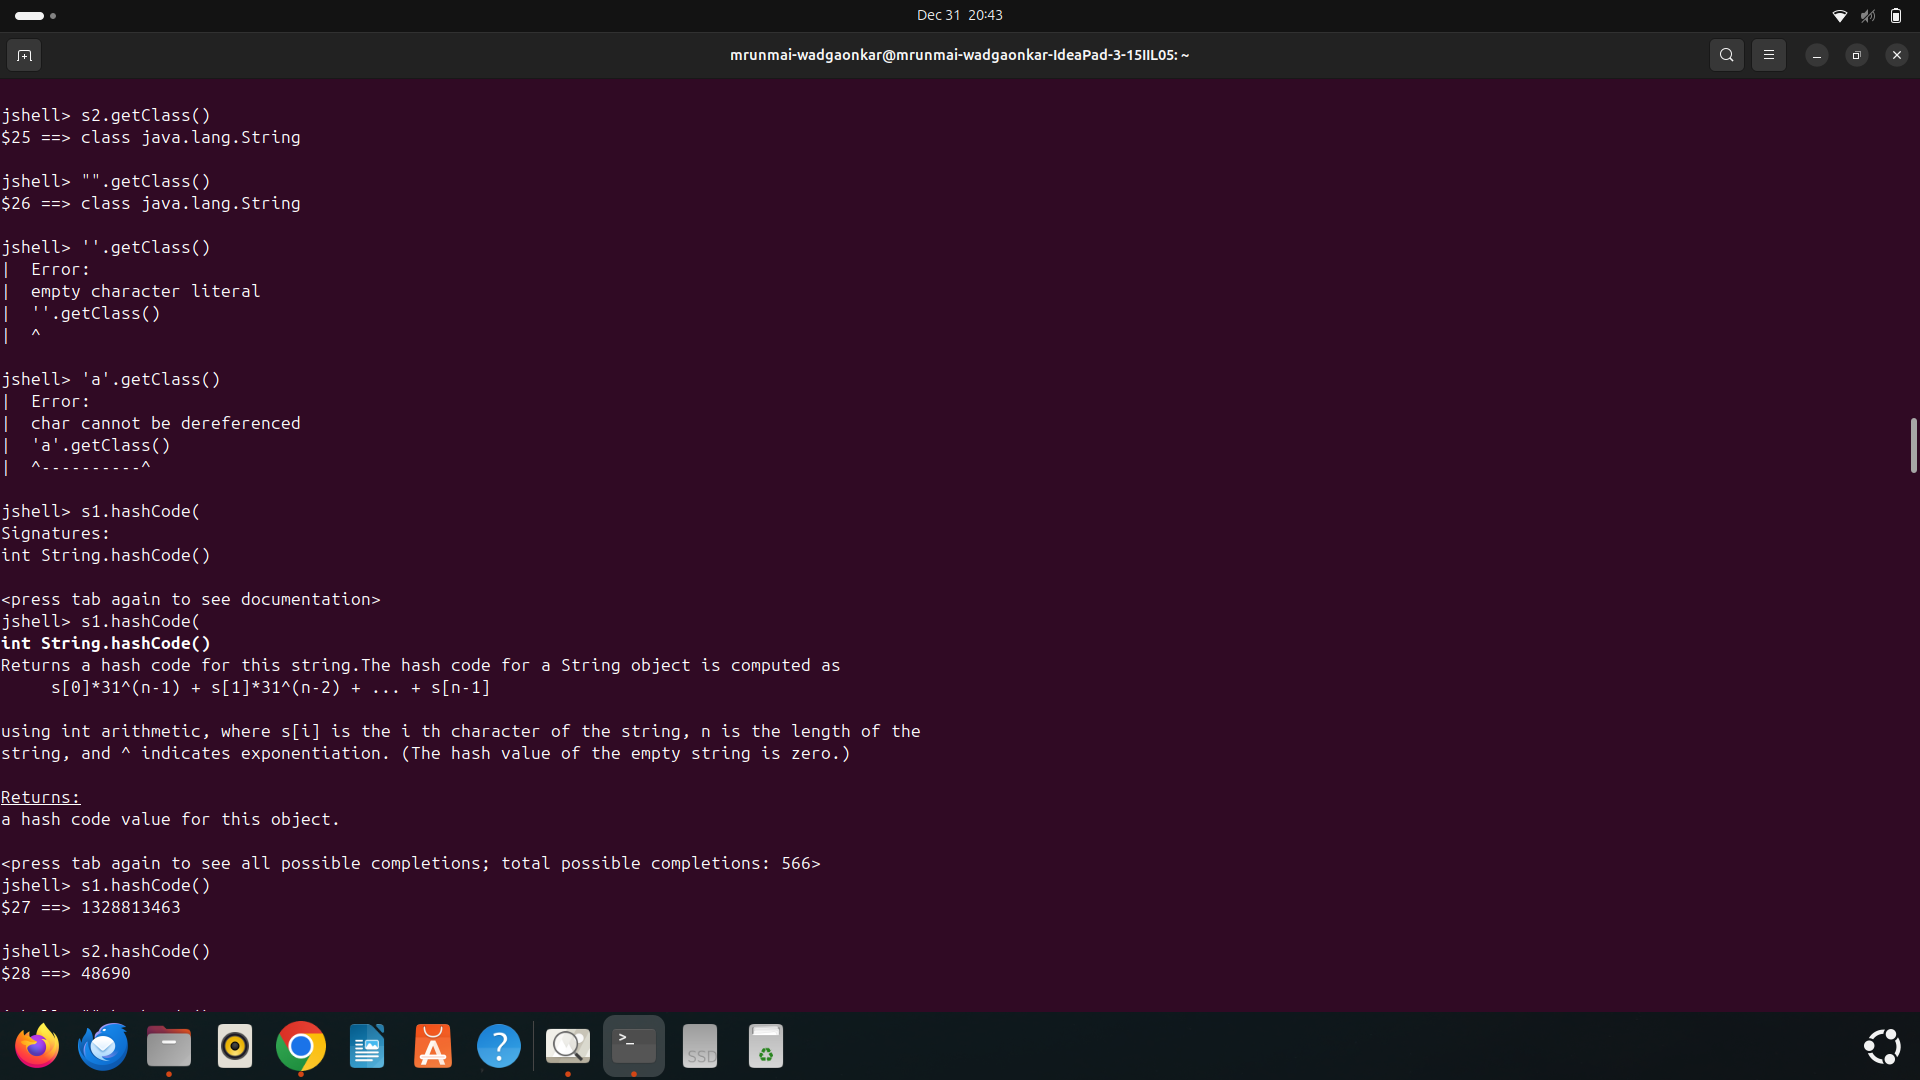 Dec 31 20:43
mrunmai-wadgaonkar@mrunmai-wadgaonkar-IdeaPad-3-15IIL05: ~
jshell> s2.getClass()
$25 ==> class java.lang.String
jshell> "".getClass()
$26 ==> class java.lang.String
jshell> ''.getClass()
|  Error:
|  empty character literal
|  ''.getClass()
|  ^
jshell> 'a'.getClass()
|  Error:
|  char cannot be dereferenced
|  'a'.getClass()
|  ^----------^
jshell> s1.hashCode(
Signatures:
int String.hashCode()
<press tab again to see documentation>
jshell> s1.hashCode(
int String.hashCode()
Returns a hash code for this string.The hash code for a String object is computed as
     s[0]*31^(n-1) + s[1]*31^(n-2) + ... + s[n-1]
using int arithmetic, where s[i] is the i th character of the string, n is the length of the
string, and ^ indicates exponentiation. (The hash value of the empty string is zero.)
Returns:
a hash code value for this object.
<press tab again to see all possible completions; total possible completions: 566>
jshell> s1.hashCode()
$27 ==> 1328813463
jshell> s2.hashCode()
$28 ==> 48690
SSD